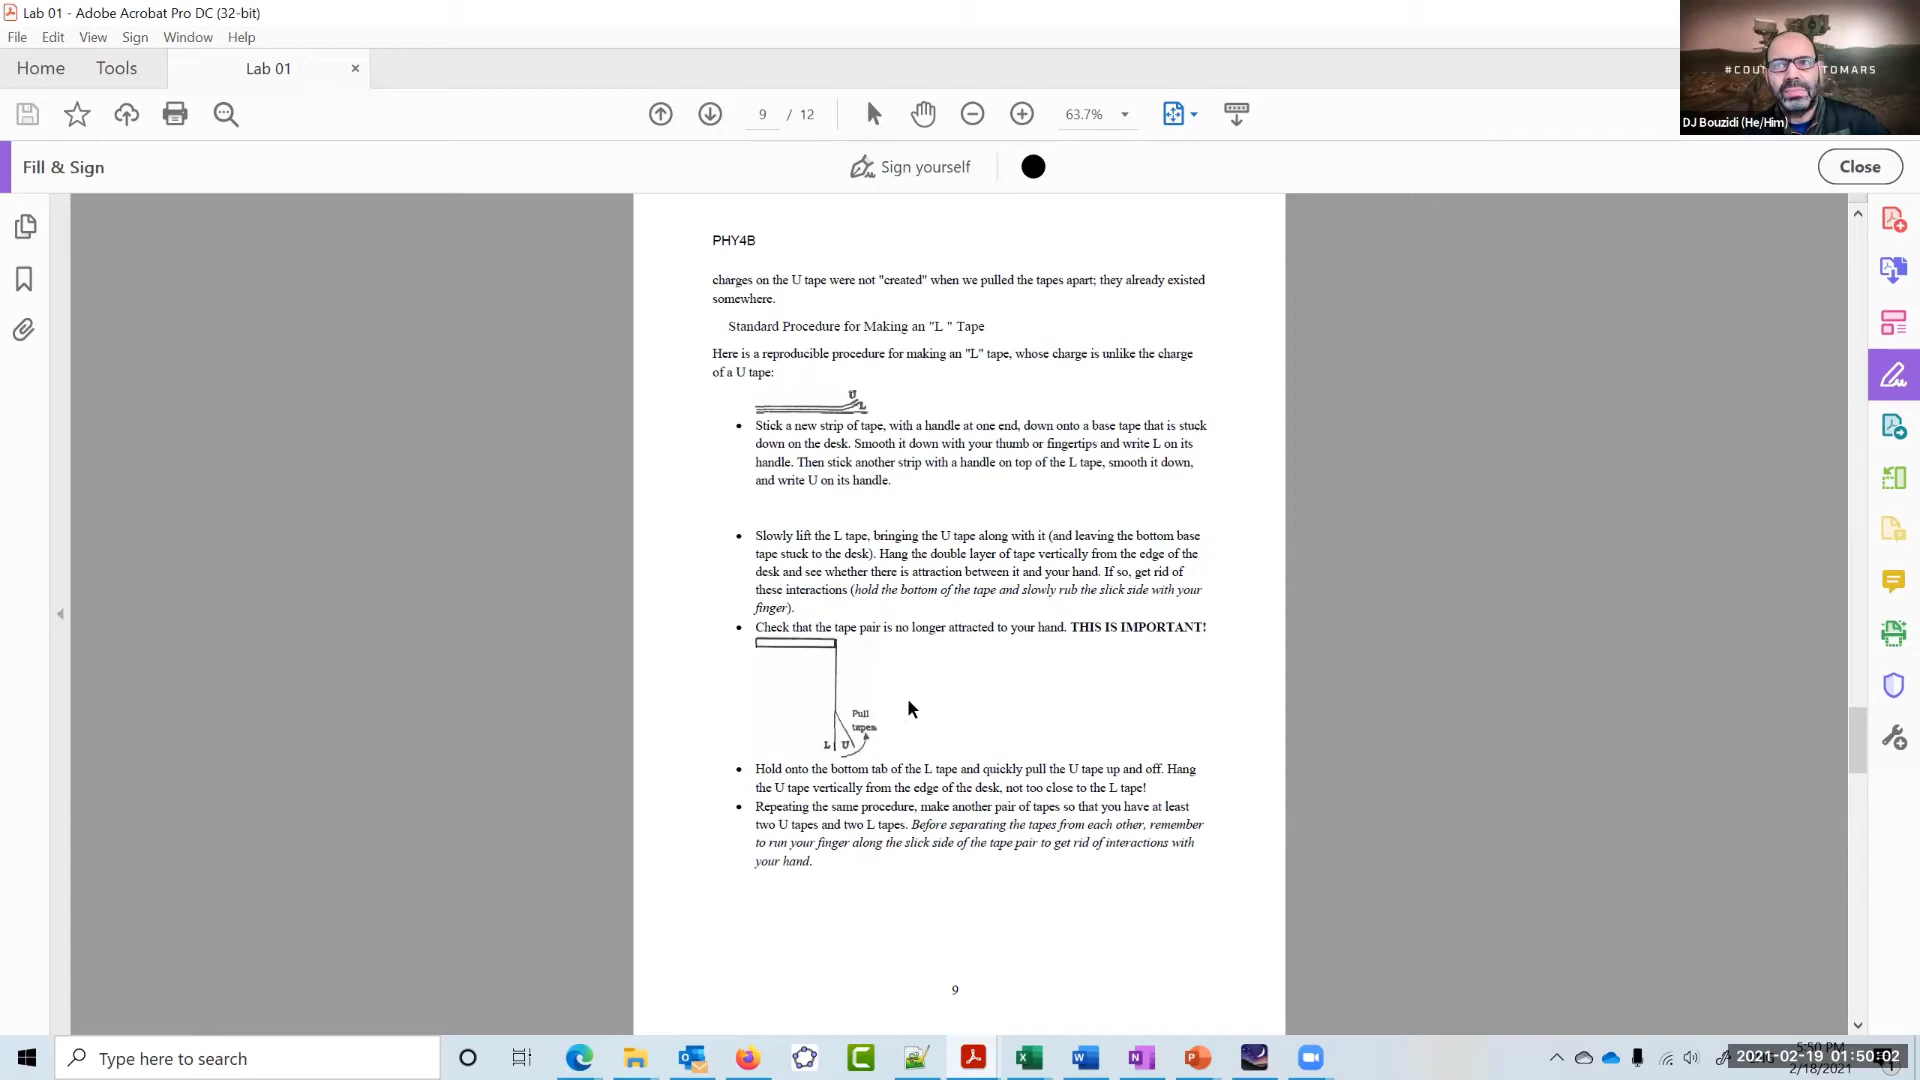 Lab 01 - Adobe Acrobat Pro DC (32-bit)
File Edit View Sign Window Help
Home Tools Lab 01 ×
9 / 12 63.7%
Fill & Sign Sign yourself Close
#COU TOMARS
DJ Bouzidi (He/Him)
PHY4B
charges on the U tape were not "created" when we pulled the tapes apart; they already existed
somewhere.
Standard Procedure for Making an "L " Tape
Here is a reproducible procedure for making an "L" tape, whose charge is unlike the charge
of a U tape:
U
L
• Stick a new strip of tape, with a handle at one end, down onto a base tape that is stuck
down on the desk. Smooth it down with your thumb or fingertips and write L on its
handle. Then stick another strip with a handle on top of the L tape, smooth it down,
and write U on its handle.
• Slowly lift the L tape, bringing the U tape along with it (and leaving the bottom base
tape stuck to the desk). Hang the double layer of tape vertically from the edge of the
desk and see whether there is attraction between it and your hand. If so, get rid of
these interactions (hold the bottom of the tape and slowly rub the slick side with your
finger).
• Check that the tape pair is no longer attracted to your hand. THIS IS IMPORTANT!
Pull
tapes
L U
• Hold onto the bottom tab of the L tape and quickly pull the U tape up and off. Hang
the U tape vertically from the edge of the desk, not too close to the L tape!
• Repeating the same procedure, make another pair of tapes so that you have at least
two U tapes and two L tapes. Before separating the tapes from each other, remember
to run your finger along the slick side of the tape pair to get rid of interactions with
your hand.
9
Type here to search
5:50 PM
2021-02-19 01:50:02
2/18/2021